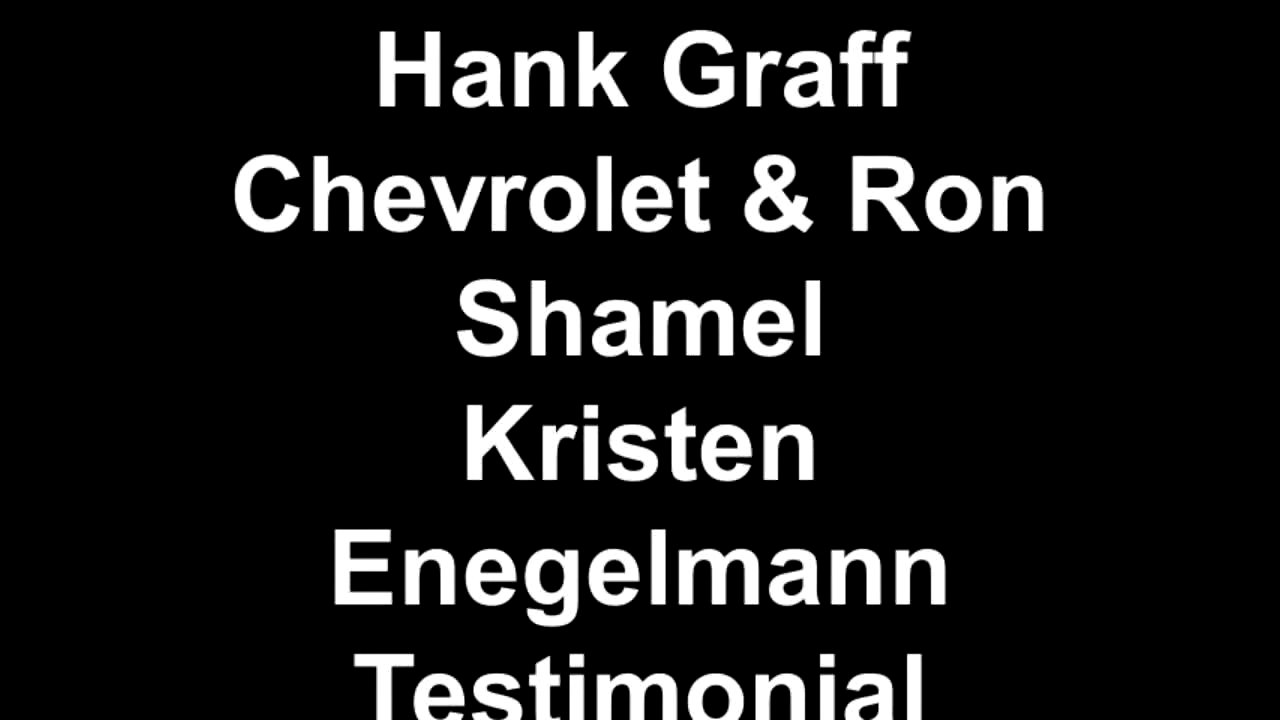 Hank Graff
Chevrolet & Ron
Shamel
Kristen
Enegelmann
Testimonial